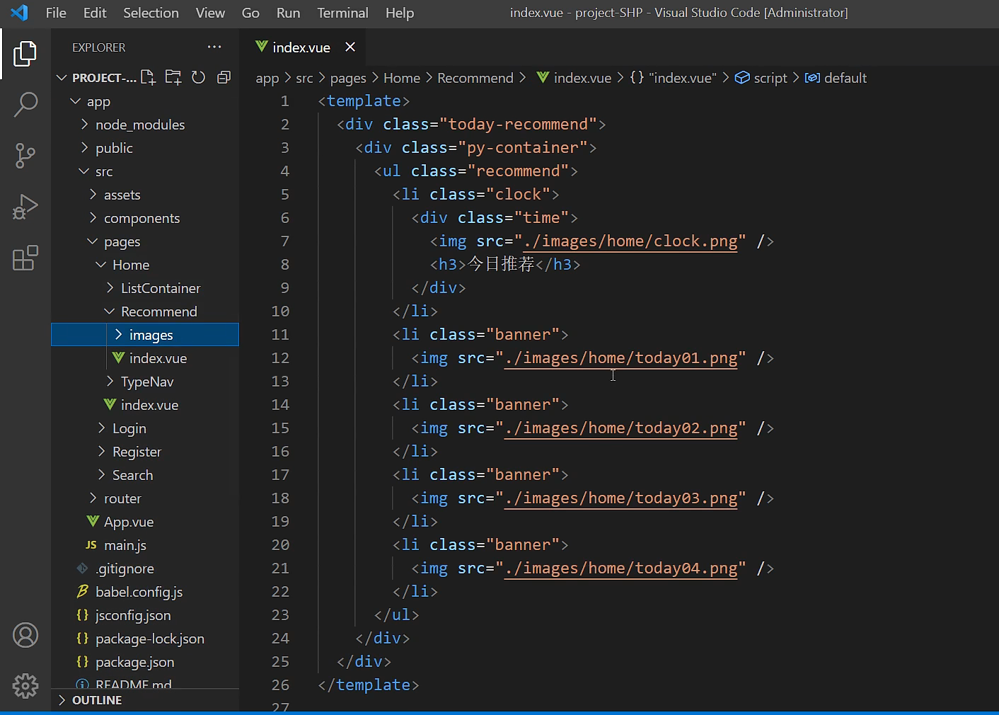 File Edit Selection View Go Run Terminal Help
index.vue - project-SHP - Visual Studio Code [Administrator]
EXPLORER
PROJECT-...
app
node_modules
public
src
assets
components
pages
Home
ListContainer
Recommend
images
index.vue
TypeNav
index.vue
Login
Register
Search
router
App.vue
JS main.js
.gitignore
babel.config.js
{} jsconfig.json
{} package-lock.json
{} package.json
README.md
OUTLINE
index.vue
app > src > pages > Home > Recommend > index.vue > {} "index.vue" > script > default
1 <template>
2 <div class="today-recommend">
3 <div class="py-container">
4 <ul class="recommend">
5 <li class="clock">
6 <div class="time">
7 <img src="./images/home/clock.png" />
8 <h3>今日推荐</h3>
9 </div>
10 </li>
11 <li class="banner">
12 <img src="./images/home/today01.png" />
13 </li>
14 <li class="banner">
15 <img src="./images/home/today02.png" />
16 </li>
17 <li class="banner">
18 <img src="./images/home/today03.png" />
19 </li>
20 <li class="banner">
21 <img src="./images/home/today04.png" />
22 </li>
23 </ul>
24 </div>
25 </div>
26 </template>
27